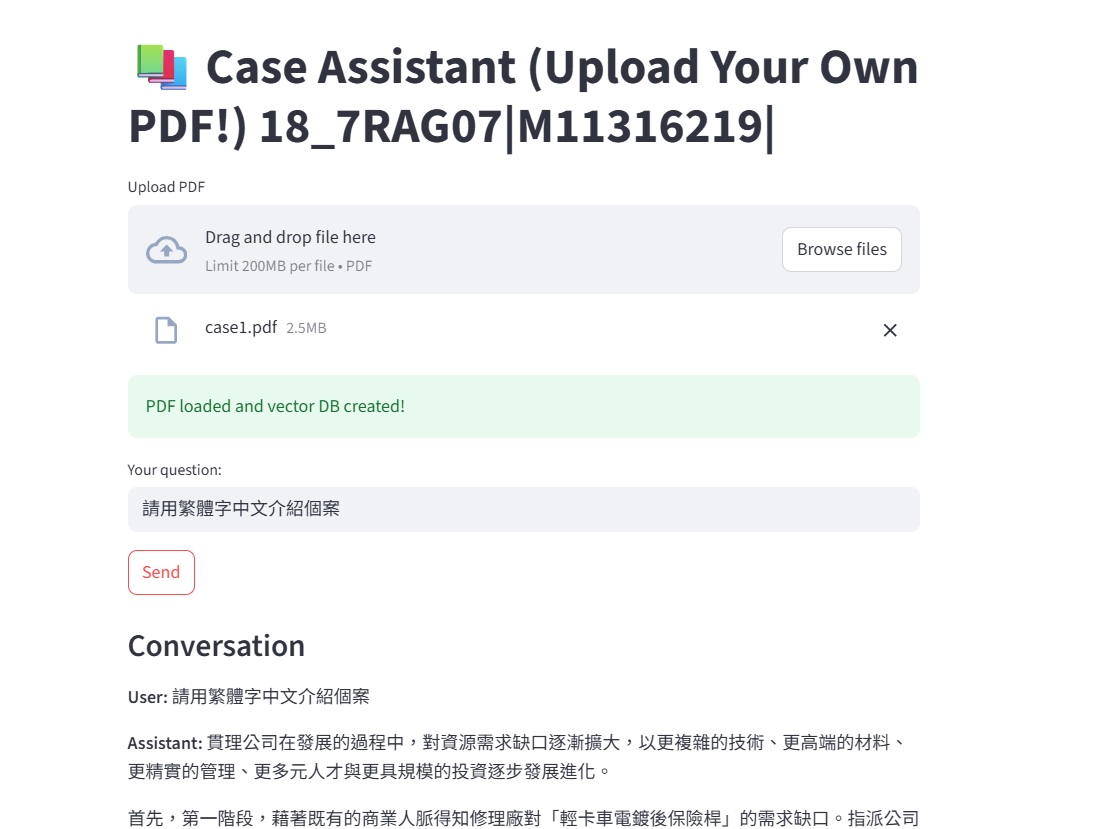 Case Assistant (Upload Your Own
PDF!) 18_7RAG07|M11316219|
Upload PDF
Drag and drop file here
Limit 200MB per file • PDF
Browse files
case1.pdf 2.5MB
PDF loaded and vector DB created!
Your question:
請用繁體字中文介紹個案
Send
Conversation
User: 請用繁體字中文介紹個案
Assistant: 貫理公司在發展的過程中，對資源需求缺口逐漸擴大，以更複雜的技術、更高端的材料、
更精實的管理、更多元人才與更具規模的投資逐步發展進化。
首先，第一階段，藉著既有的商業人脈得知修理廠對「輕卡車電鍍後保險桿」的需求缺口。指派公司